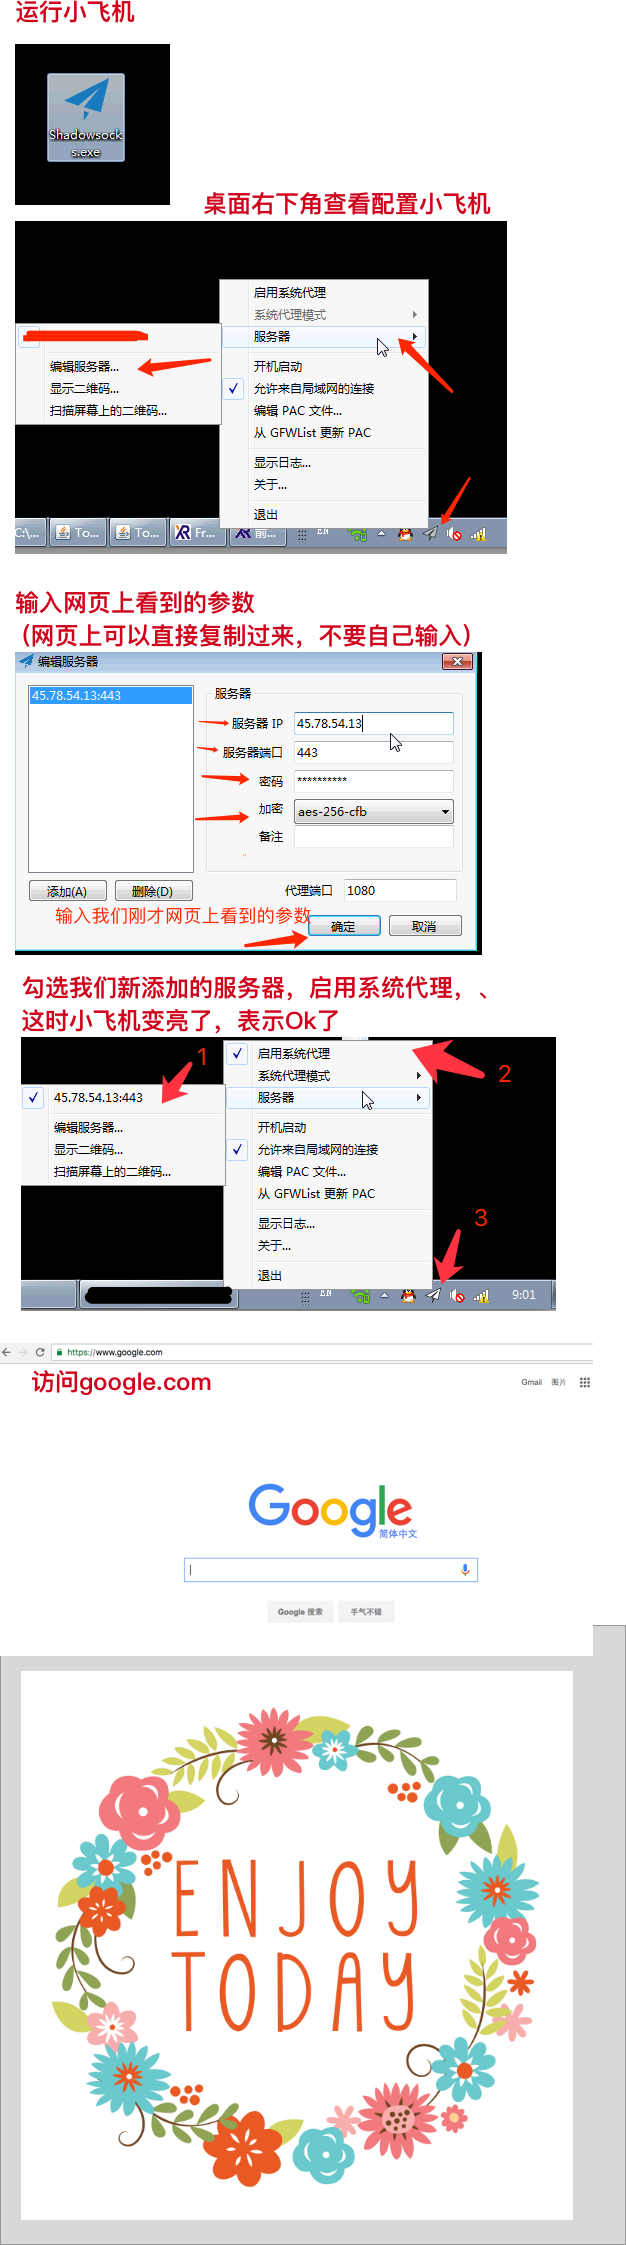 运行小飞机
Shadowsock
s.exe
桌面右下角查看配置小飞机
启用系统代理
系统代理模式
服务器
编辑服务器...
显示二维码...
扫描屏幕上的二维码...
开机启动
允许来自局域网的连接
编辑 PAC 文件...
从 GFWList 更新 PAC
显示日志...
关于...
退出
C:\...
To...
To...
XR Fr...
前...
EN
输入网页上看到的参数
(网页上可以直接复制过来，不要自己输入)
编辑服务器
45.78.54.13:443
服务器
服务器 IP 45.78.54.13
服务器端口 443
密码 **********
加密 aes-256-cfb
备注
添加(A) 删除(D)
代理端口 1080
输入我们刚才网页上看到的参数
确定 取消
勾选我们新添加的服务器，启用系统代理，、
这时小飞机变亮了，表示Ok了
1
2
启用系统代理
系统代理模式
服务器
45.78.54.13:443
编辑服务器...
显示二维码...
扫描屏幕上的二维码...
开机启动
允许来自局域网的连接
编辑 PAC 文件...
从 GFWList 更新 PAC
显示日志...
关于...
退出
3
EN
9:01
https://www.google.com
访问google.com
Gmail 图片
Google
简体中文
Google 搜索 手气不错
ENJOY
TODAY